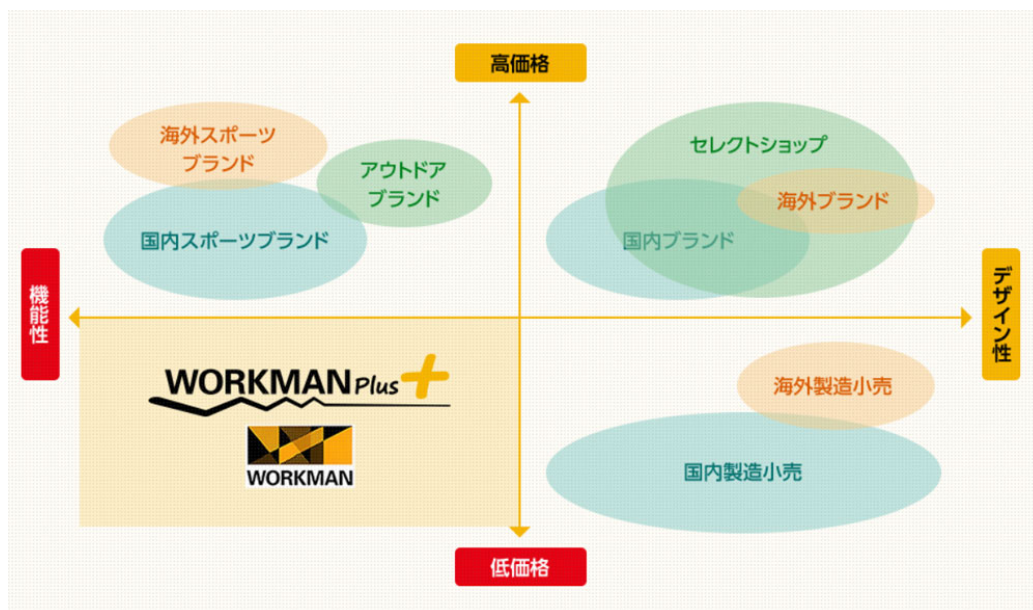 高価格
海外スポーツ
ブランド
アウトドア
ブランド
国内スポーツブランド
セレクトショップ
海外ブランド
国内ブランド
機能性
デザイン性
WORKMAN Plus+
WORKMAN
海外製造小売
国内製造小売
低価格